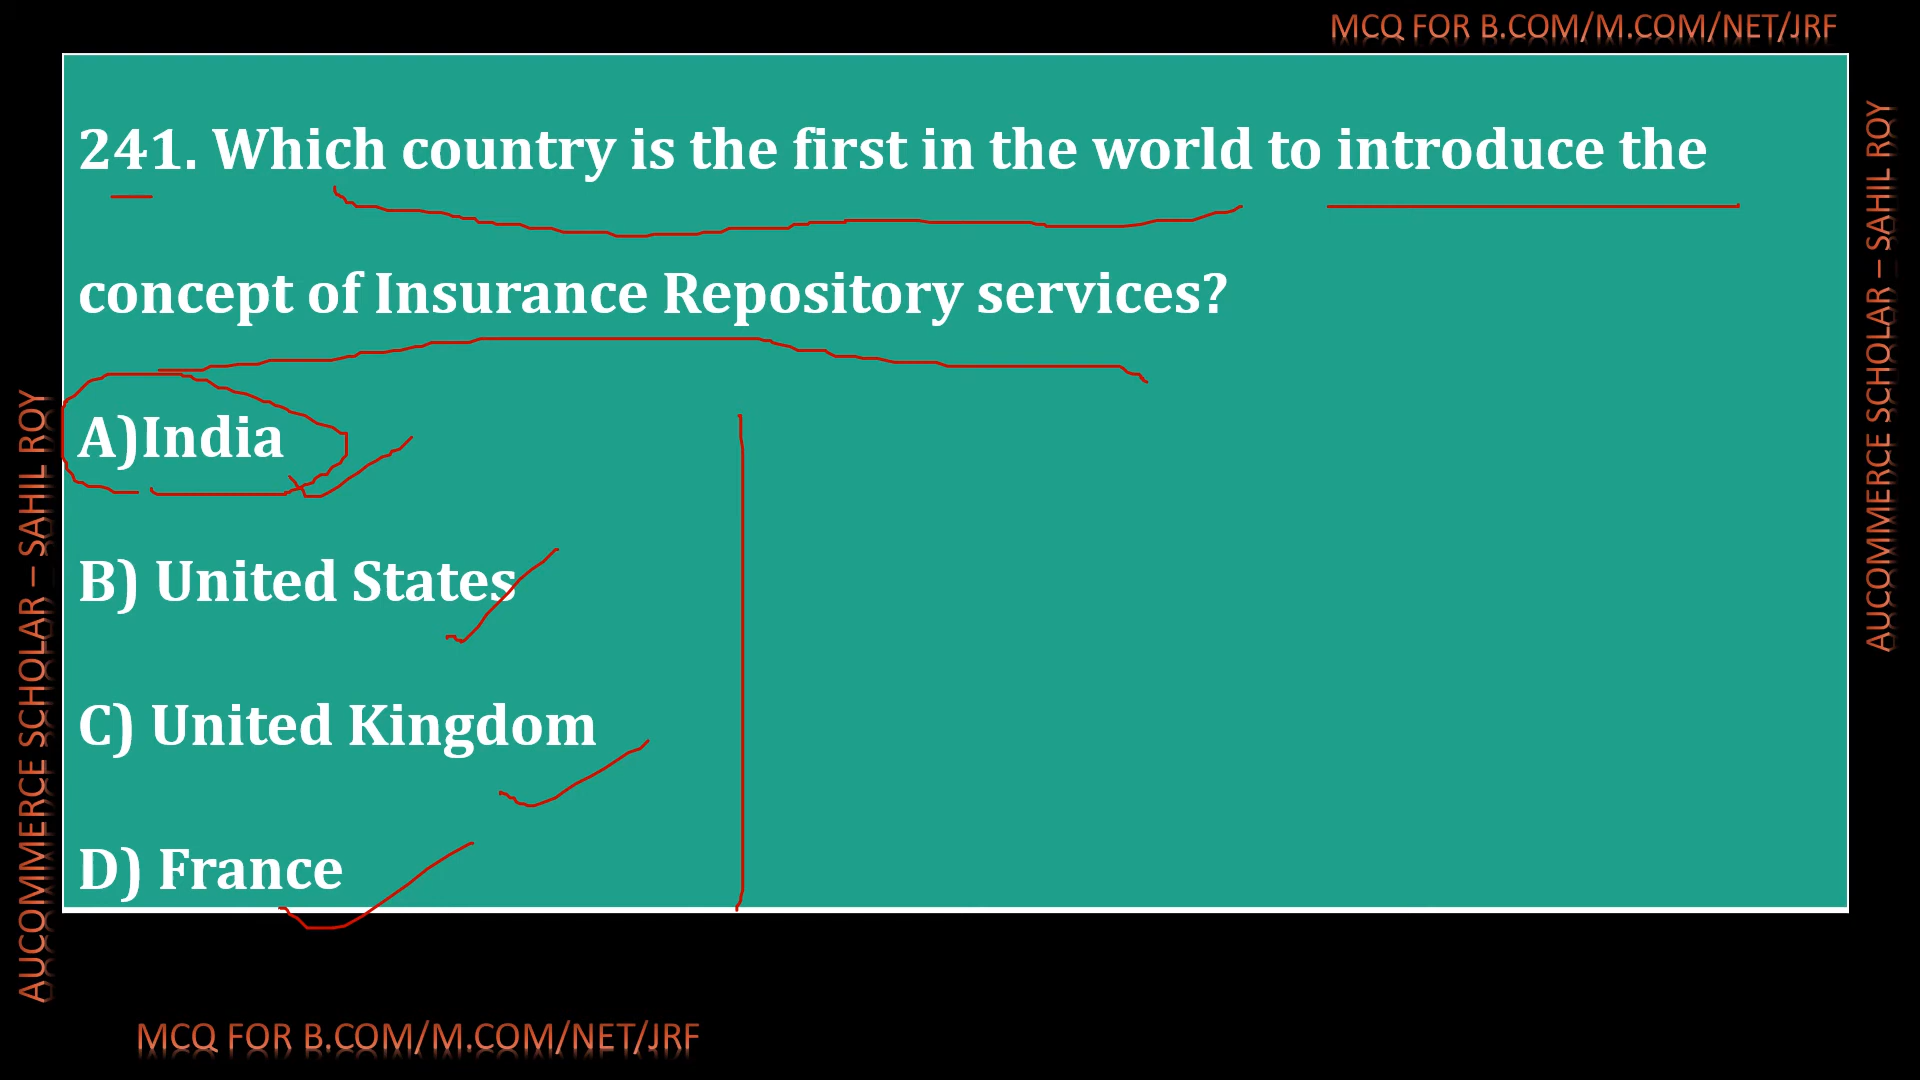 MCQ FOR B.COM/M.COM/NET/JRF
241. Which country is the first in the world to introduce the
concept of Insurance Repository services?
A)India
B) United States
C) United Kingdom
D) France
AUCOMMERCE SCHOLAR – SAHIL ROY
AUCOMMERCE SCHOLAR – SAHIL ROY
MCQ FOR B.COM/M.COM/NET/JRF